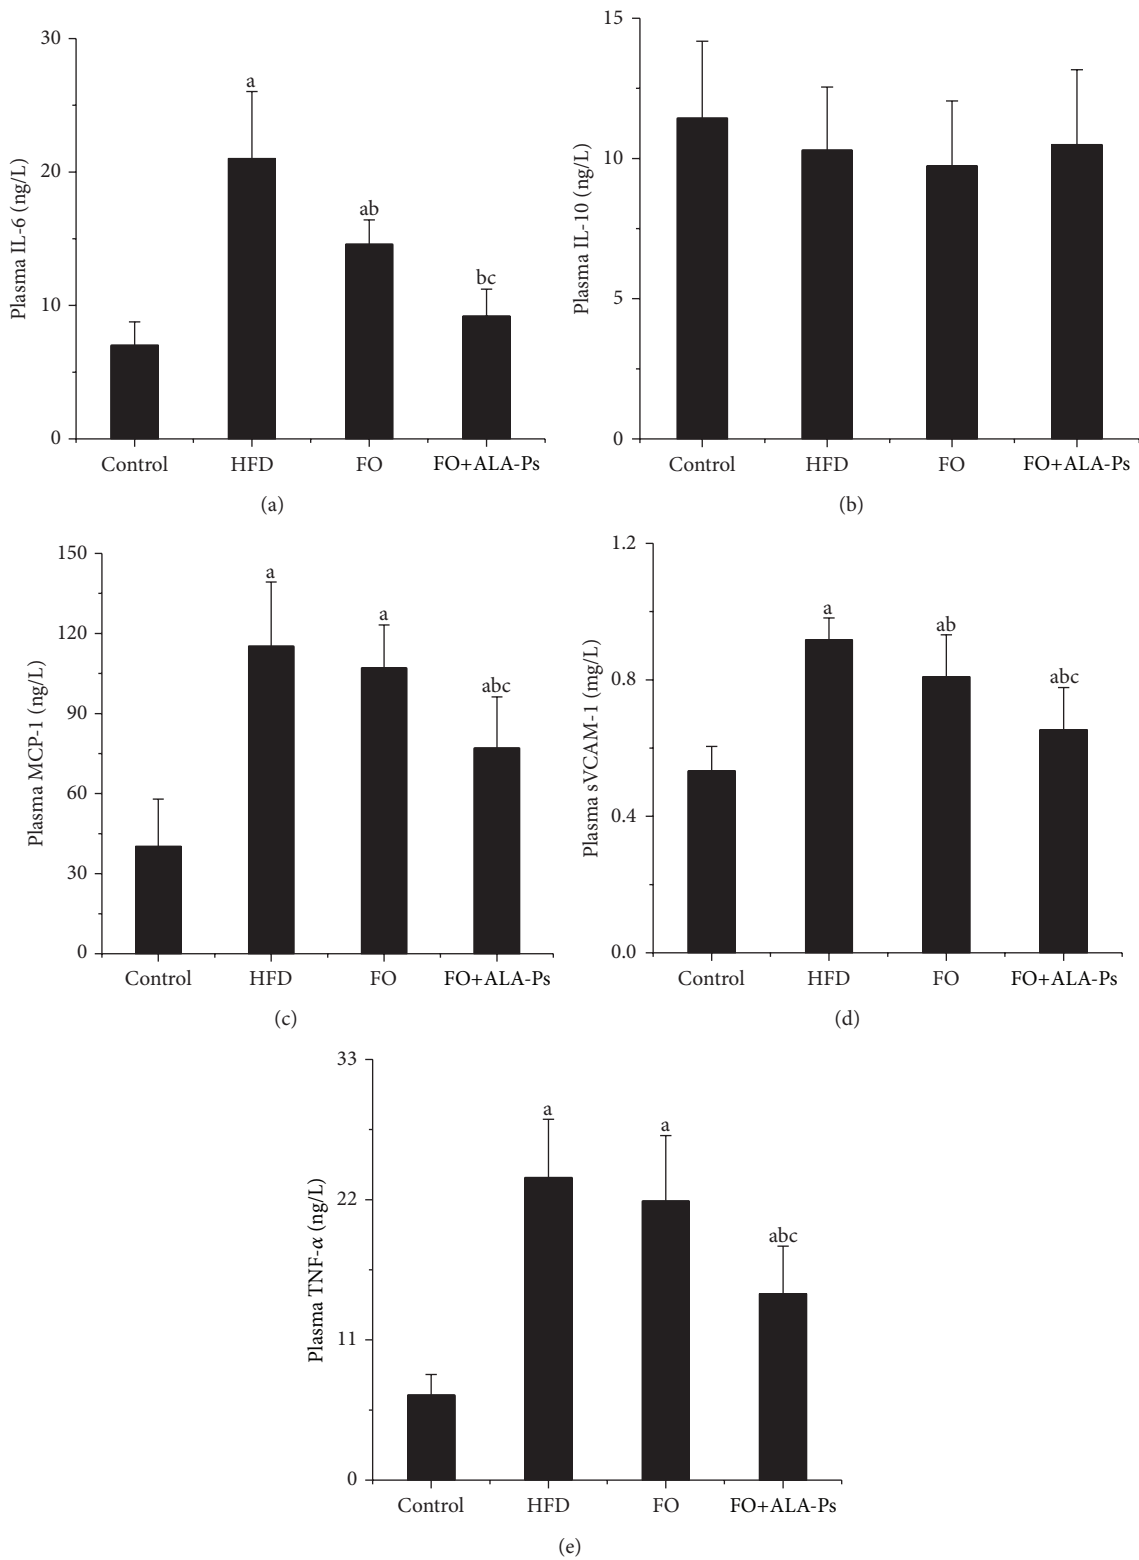 30
20
10
0
Plasma IL-6 (ng/L)
a
ab
bc
Control HFD FO FO+ALA-Ps
(a)
15
10
5
0
Plasma IL-10 (ng/L)
Control HFD FO FO+ALA-Ps
(b)
150
120
90
60
30
0
Plasma MCP-1 (ng/L)
a
a
abc
Control HFD FO FO+ALA-Ps
(c)
1.2
0.8
0.4
0.0
Plasma sVCAM-1 (mg/L)
a
ab
abc
Control HFD FO FO+ALA-Ps
(d)
33
22
11
0
Plasma TNF-α (ng/L)
a
a
abc
Control HFD FO FO+ALA-Ps
(e)